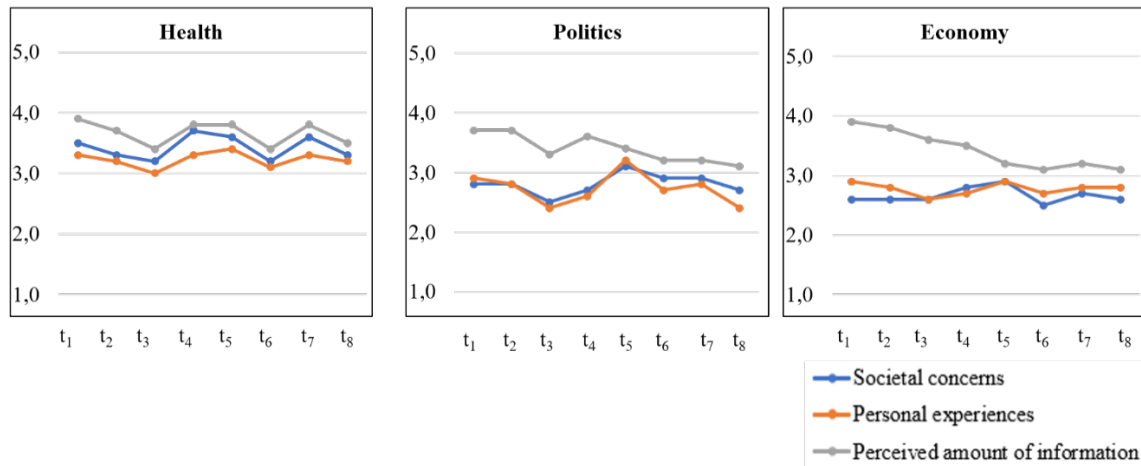 Health
5,0
4,0
3,0
2,0
1,0
t₁ t₂ t₃ t₄ t₅ t₆ t₇ t₈
Politics
5,0
4,0
3,0
2,0
1,0
t₁ t₂ t₃ t₄ t₅ t₆ t₇ t₈
Economy
5,0
4,0
3,0
2,0
1,0
t₁ t₂ t₃ t₄ t₅ t₆ t₇ t₈
Societal concerns
Personal experiences
Perceived amount of information